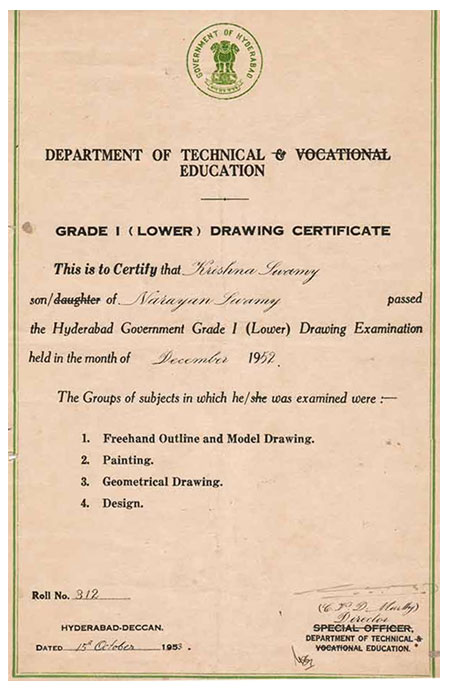 GOVERNMENT OF HYDERABAD
DEPARTMENT OF TECHNICAL & VOCATIONAL
EDUCATION
GRADE I (LOWER) DRAWING CERTIFICATE
This is to Certify that Krishna Swamy
son/daughter of Narayan Swamy passed
the Hyderabad Government Grade I (Lower) Drawing Examination
held in the month of December 1952.
The Groups of subjects in which he/she was examined were :—
1. Freehand Outline and Model Drawing.
2. Painting.
3. Geometrical Drawing.
4. Design.
Roll No. 312
HYDERABAD-DECCAN.
DATED 15th October 1953.
Director
SPECIAL OFFICER,
DEPARTMENT OF TECHNICAL &
VOCATIONAL EDUCATION.